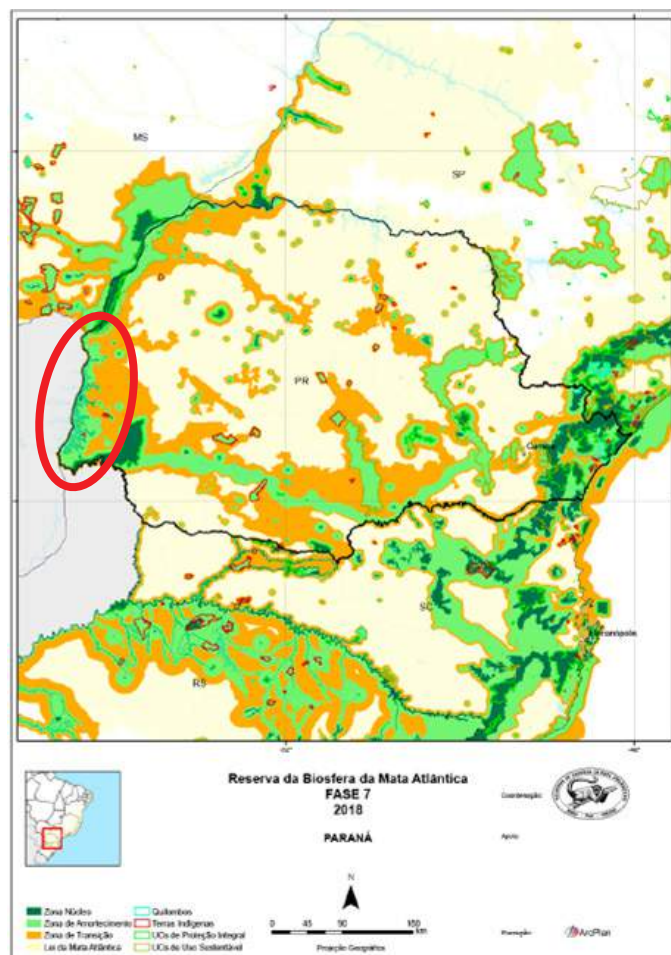 MS
SP
PR
SC
RS
Reserva da Biosfera da Mata Atlântica
FASE 7
2018
PARANÁ
Coordenação:
Apoio:
N
0 45 90 150
km
Projeção Geográfica
ArcPlan
Zona Núcleo
Zona de Amortecimento
Zona de Transição
Lei da Mata Atlântica
Quilombos
Terras Indígenas
UCs de Proteção Integral
UCs de Uso Sustentável